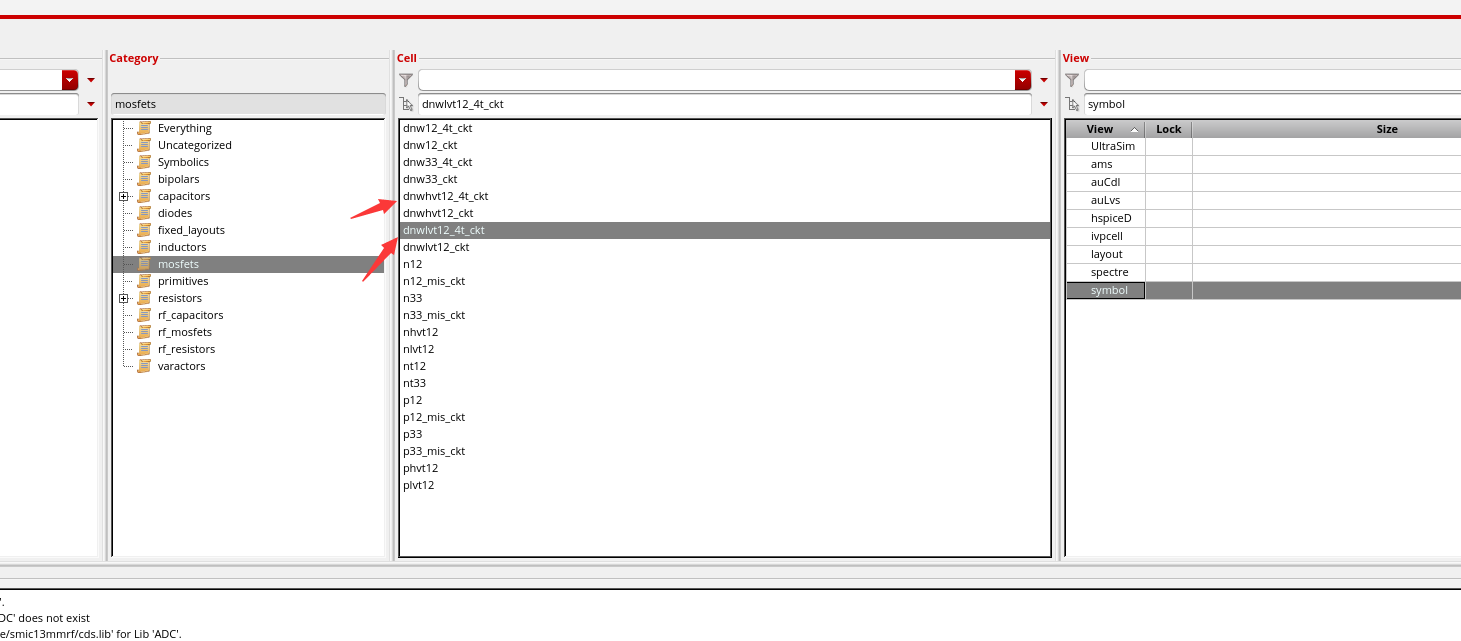 Category
mosfets
Everything
Uncategorized
Symbolics
bipolars
capacitors
diodes
fixed_layouts
inductors
mosfets
primitives
resistors
rf_capacitors
rf_mosfets
rf_resistors
varactors
Cell
dnwlvt12_4t_ckt
dnw12_4t_ckt
dnw12_ckt
dnw33_4t_ckt
dnw33_ckt
dnwhvt12_4t_ckt
dnwhvt12_ckt
dnwlvt12_4t_ckt
dnwlvt12_ckt
n12
n12_mis_ckt
n33
n33_mis_ckt
nhvt12
nlvt12
nt12
nt33
p12
p12_mis_ckt
p33
p33_mis_ckt
phvt12
plvt12
View
symbol
View Lock Size
UltraSim
ams
auCdl
auLvs
hspiceD
ivpcell
layout
spectre
symbol
'.
DC' does not exist
e/smic13mmrf/cds.lib' for Lib 'ADC'.